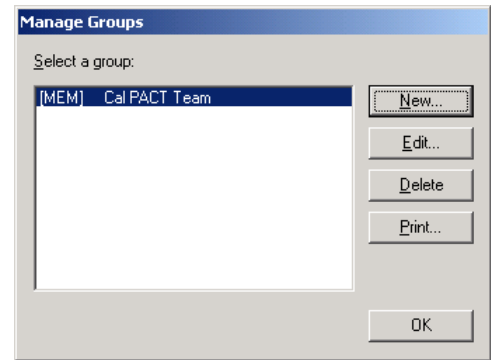 Manage Groups
Select a group:
[MEM] Cal PACT Team
New...
Edit...
Delete
Print...
OK